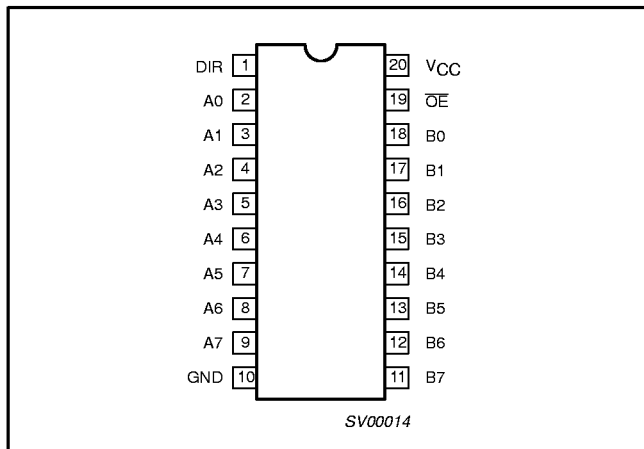 DIR 1 20 VCC
A0 2 19 O̅E̅
A1 3 18 B0
A2 4 17 B1
A3 5 16 B2
A4 6 15 B3
A5 7 14 B4
A6 8 13 B5
A7 9 12 B6
GND 10 11 B7
SV00014